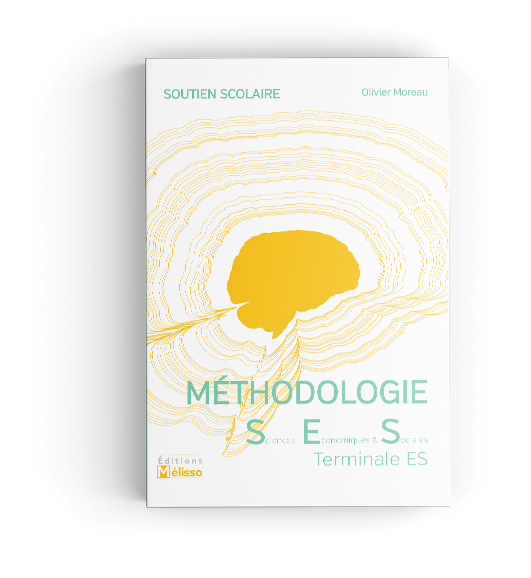 SOUTIEN SCOLAIRE
Olivier Moreau
MÉTHODOLOGIE
Sciences Economiques & Sociales
Terminale ES
Éditions
Mélisso